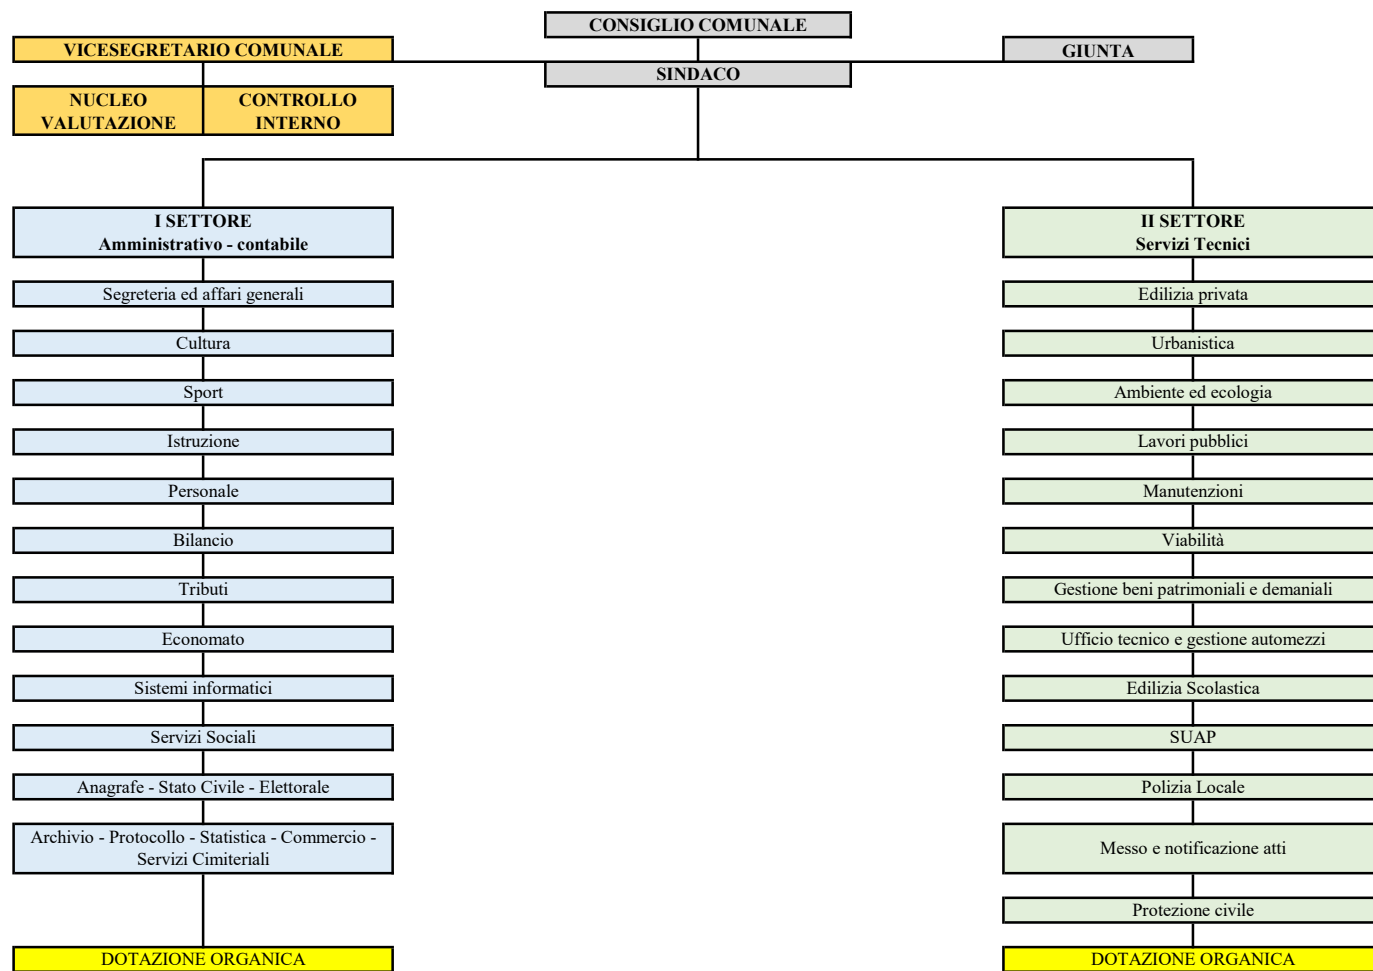 CONSIGLIO COMUNALE
VICESEGRETARIO COMUNALE
GIUNTA
SINDACO
NUCLEO
VALUTAZIONE
CONTROLLO
INTERNO
I SETTORE
Amministrativo - contabile
Segreteria ed affari generali
Cultura
Sport
Istruzione
Personale
Bilancio
Tributi
Economato
Sistemi informatici
Servizi Sociali
Anagrafe - Stato Civile - Elettorale
Archivio - Protocollo - Statistica - Commercio -
Servizi Cimiteriali
DOTAZIONE ORGANICA
II SETTORE
Servizi Tecnici
Edilizia privata
Urbanistica
Ambiente ed ecologia
Lavori pubblici
Manutenzioni
Viabilità
Gestione beni patrimoniali e demaniali
Ufficio tecnico e gestione automezzi
Edilizia Scolastica
SUAP
Polizia Locale
Messo e notificazione atti
Protezione civile
DOTAZIONE ORGANICA